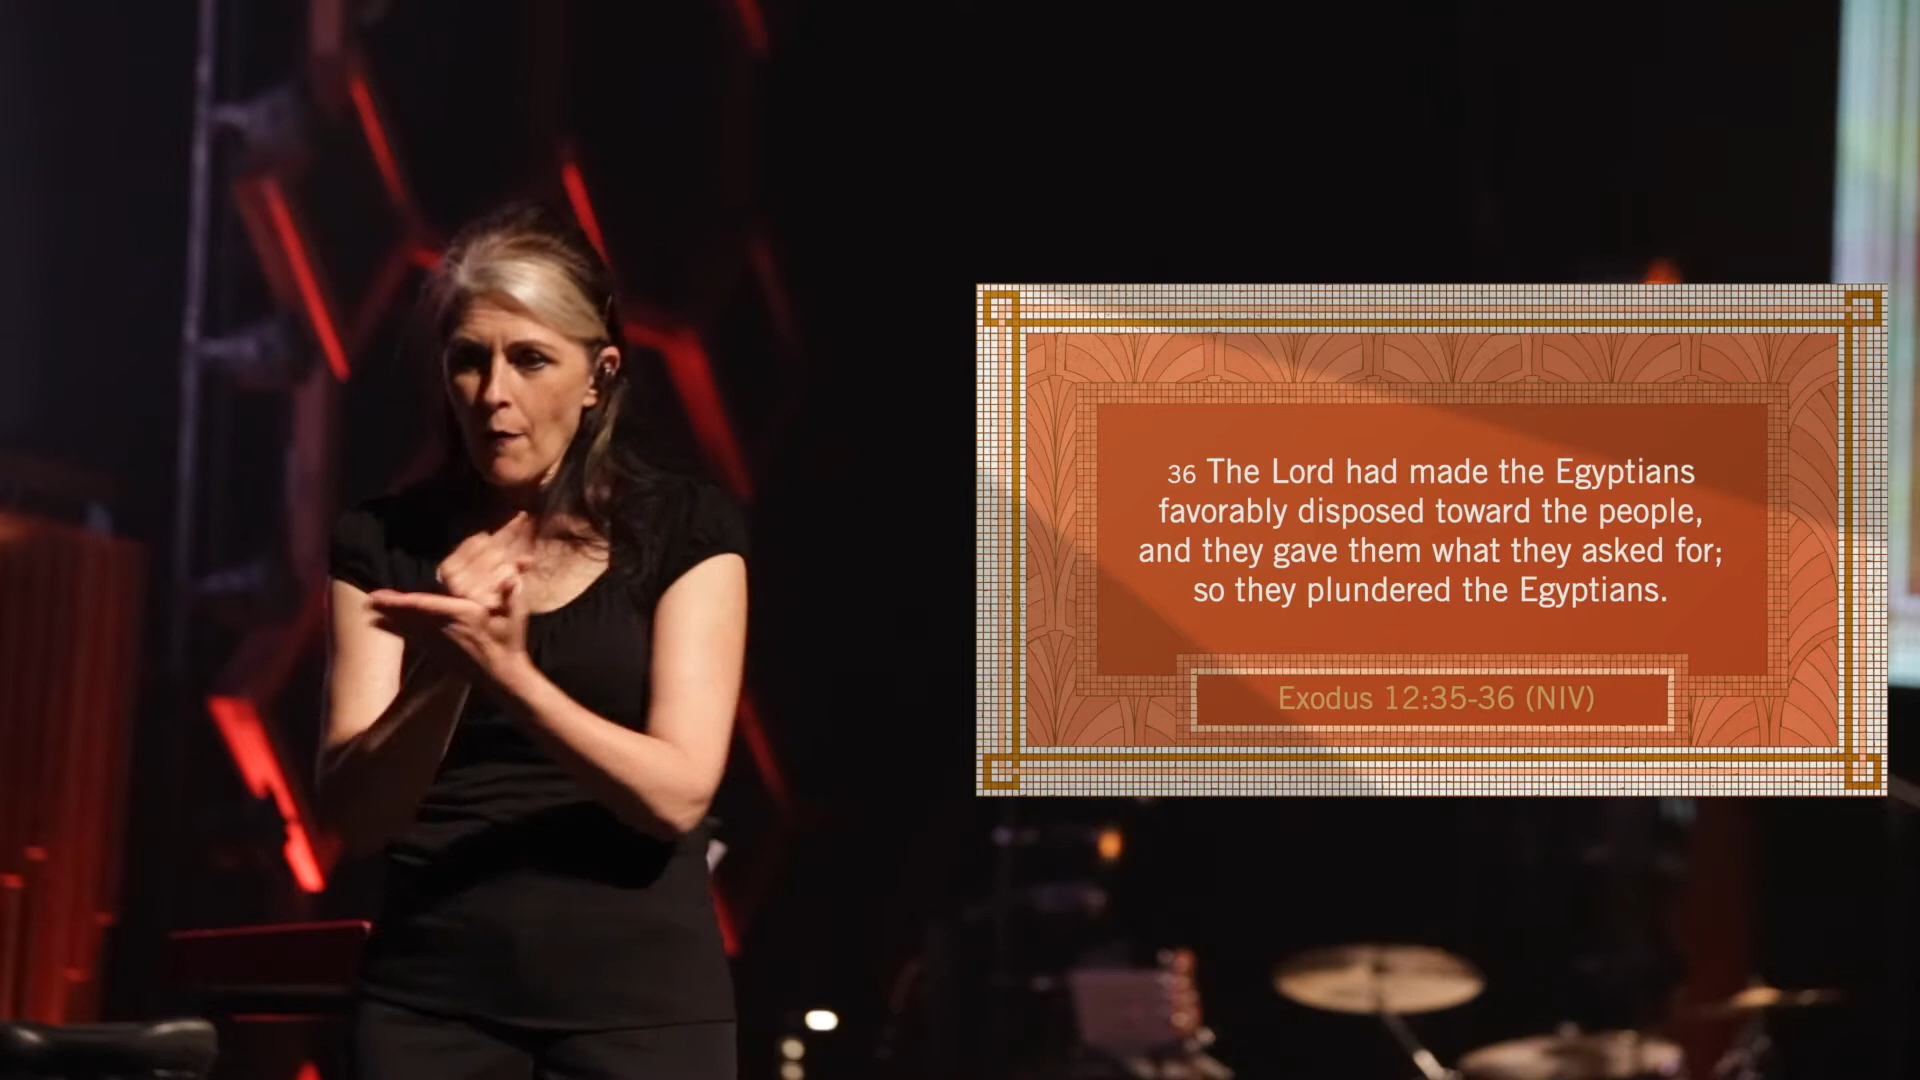 36 The Lord had made the Egyptians
favorably disposed toward the people,
and they gave them what they asked for;
so they plundered the Egyptians.
Exodus 12:35-36 (NIV)